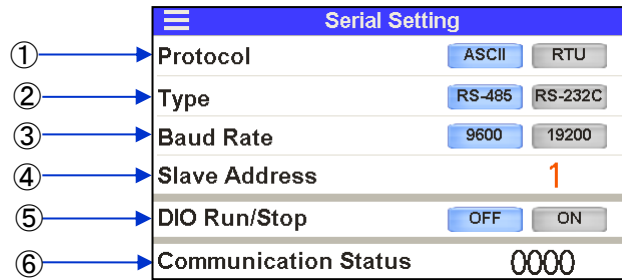 Serial Setting
① Protocol ASCII RTU
② Type RS-485 RS-232C
③ Baud Rate 9600 19200
④ Slave Address 1
⑤ DIO Run/Stop OFF ON
⑥ Communication Status 0000